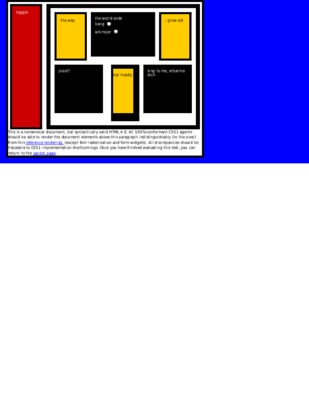 toggle
the way
the world ends
bang
whimper
i grow old
pluot?
bar maids,
sing to me, erbarme
dich
This is a nonsensical document, but syntactically valid HTML 4.0. All 100%-conformant CSS1 agents
should be able to render the document elements above this paragraph indistinguishably (to the pixel)
from this reference rendering, (except font rasterization and form widgets). All discrepancies should be
traceable to CSS1 implementation shortcomings. Once you have finished evaluating this test, you can
return to the parent page.